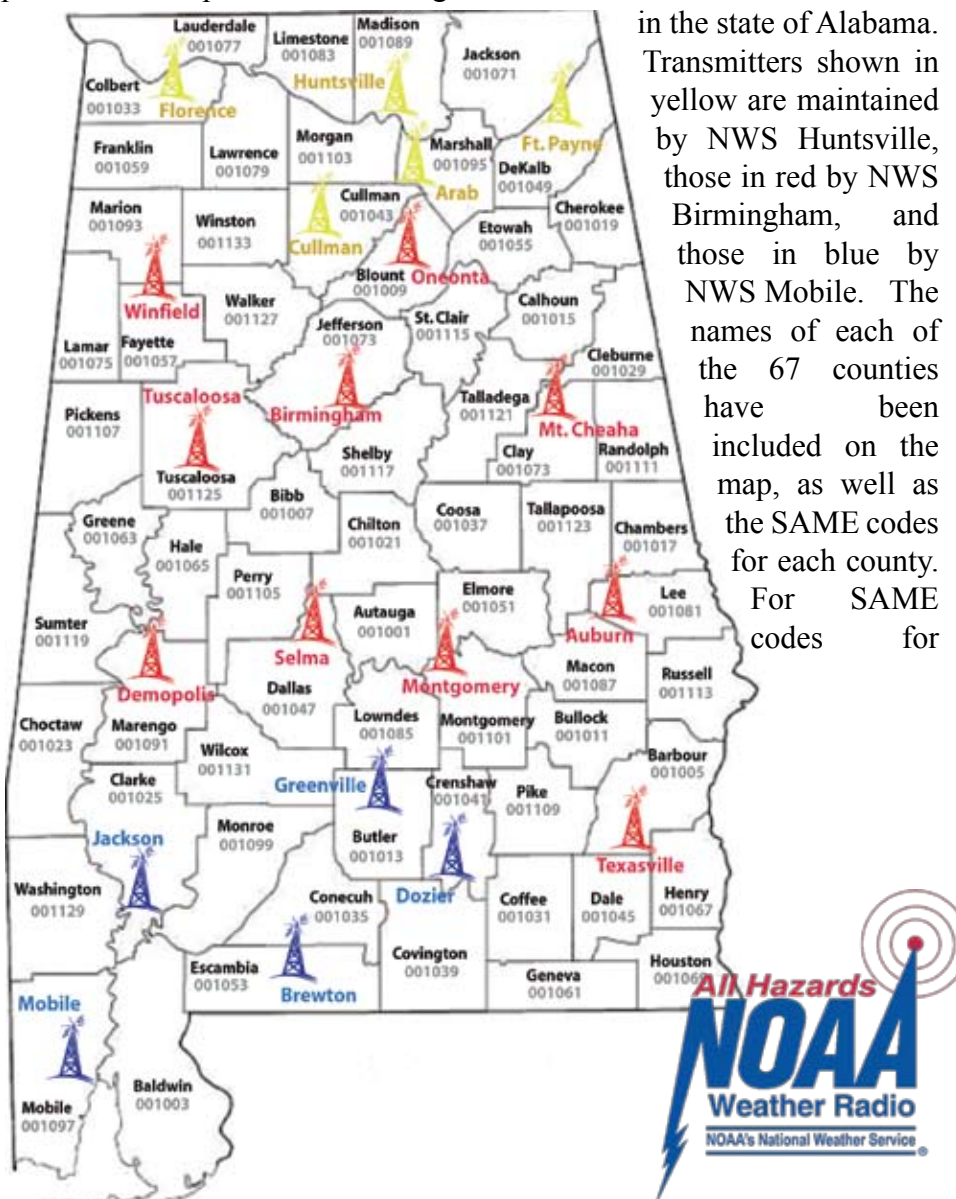 in the state of Alabama.
Transmitters shown in
yellow are maintained
by NWS Huntsville,
those in red by NWS
Birmingham, and
those in blue by
NWS Mobile. The
names of each of
the 67 counties
have been
included on the
map, as well as
the SAME codes
for each county.
For SAME
codes for
Lauderdale
001077
Limestone
001083
Madison
001089
Jackson
001071
Colbert
001033
Florence
Huntsville
Ft. Payne
Franklin
001059
Lawrence
001079
Morgan
001103
Marshall
001095
DeKalb
001049
Arab
Marion
001093
Winston
001133
Cullman
001043
Cullman
Cherokee
001019
Etowah
001055
Blount
001009
Oneonta
Winfield
Walker
001127
Jefferson
001073
St. Clair
001115
Calhoun
001015
Lamar
001075
Fayette
001057
Cleburne
001029
Tuscaloosa
Birmingham
Talladega
001121
Mt. Cheaha
Pickens
001107
Tuscaloosa
001125
Shelby
001117
Clay
001073
Randolph
001111
Bibb
001007
Greene
001063
Hale
001065
Chilton
001021
Coosa
001037
Tallapoosa
001123
Chambers
001017
Perry
001105
Autauga
001001
Elmore
001051
Lee
001081
Auburn
Sumter
001119
Selma
Demopolis
Montgomery
Dallas
001047
Macon
001087
Russell
001113
Choctaw
001023
Marengo
001091
Wilcox
001131
Lowndes
001085
Montgomery
001101
Bullock
001011
Barbour
001005
Clarke
001025
Greenville
Crenshaw
001041
Pike
001109
Jackson
Monroe
001099
Butler
001013
Texasville
Washington
001129
Conecuh
001035
Dozier
Coffee
001031
Dale
001045
Henry
001067
Escambia
001053
Brewton
Covington
001039
Geneva
001061
Houston
Mobile
Mobile
001097
Baldwin
001003
All Hazards
NOAA
Weather Radio
NOAA's National Weather Service ®